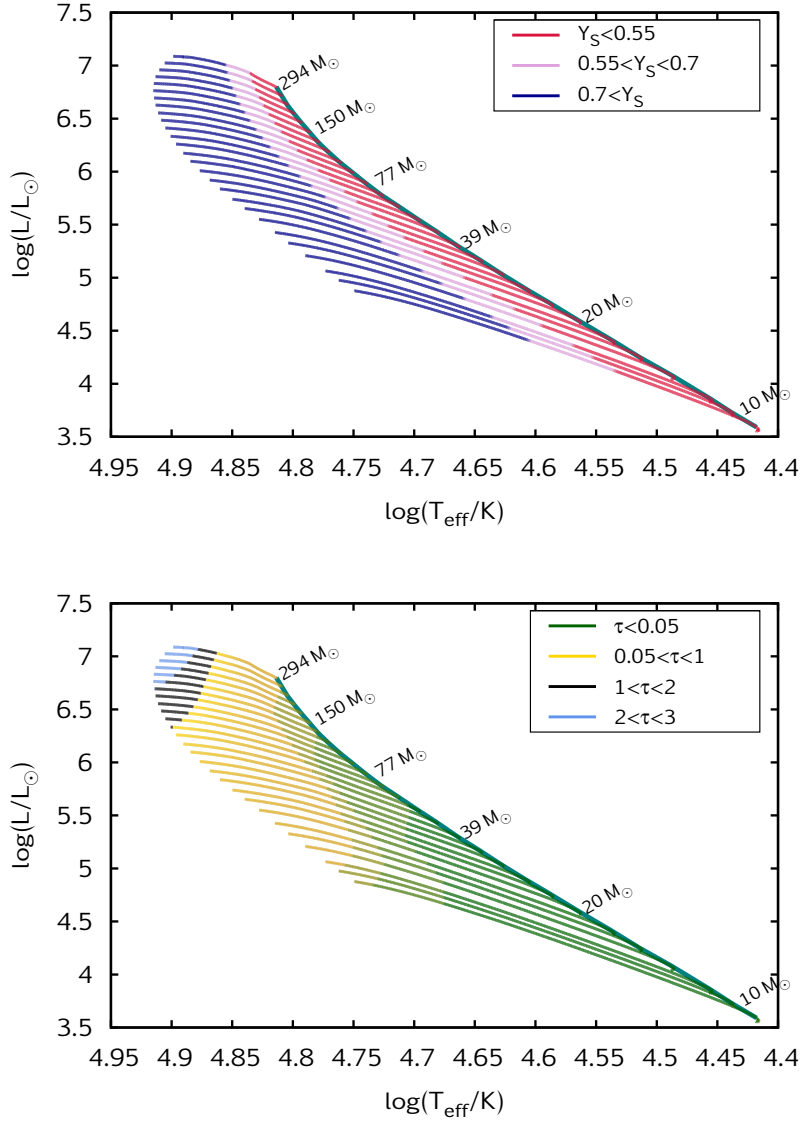 7.5
7
6.5
6
5.5
5
4.5
4
3.5
log(L/L☉)
Y_S<0.55
0.55<Y_S<0.7
0.7<Y_S
294 M☉
150 M☉
77 M☉
39 M☉
20 M☉
10 M☉
4.95 4.9 4.85 4.8 4.75 4.7 4.65 4.6 4.55 4.5 4.45 4.4
log(T_eff/K)
7.5
7
6.5
6
5.5
5
4.5
4
3.5
log(L/L☉)
τ<0.05
0.05<τ<1
1<τ<2
2<τ<3
294 M☉
150 M☉
77 M☉
39 M☉
20 M☉
10 M☉
4.95 4.9 4.85 4.8 4.75 4.7 4.65 4.6 4.55 4.5 4.45 4.4
log(T_eff/K)